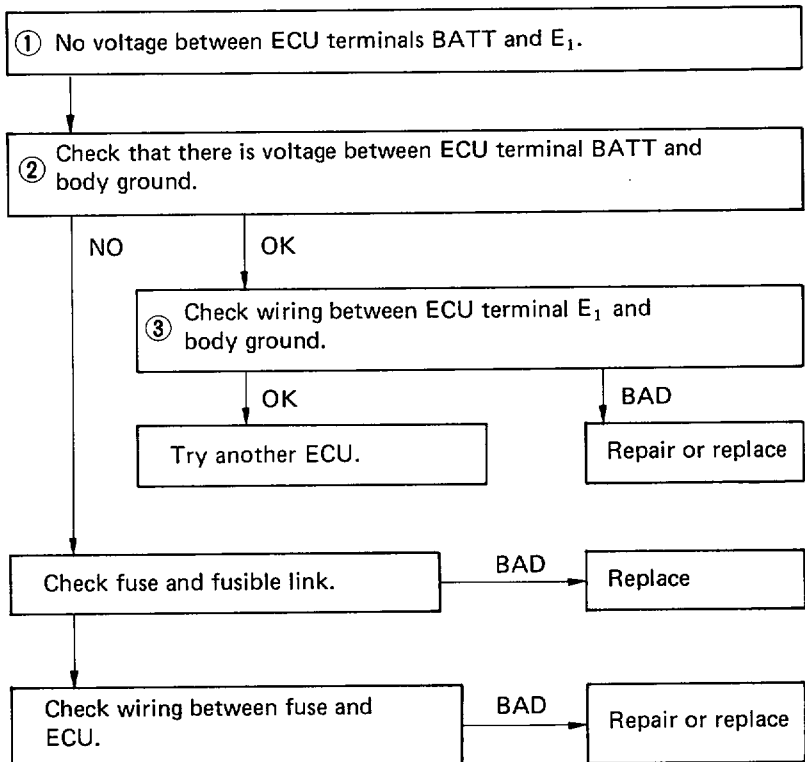 ① No voltage between ECU terminals BATT and E₁.
② Check that there is voltage between ECU terminal BATT and
body ground.
NO
OK
③ Check wiring between ECU terminal E₁ and
body ground.
OK
BAD
Try another ECU.
Repair or replace
Check fuse and fusible link.
BAD
Replace
Check wiring between fuse and
ECU.
BAD
Repair or replace